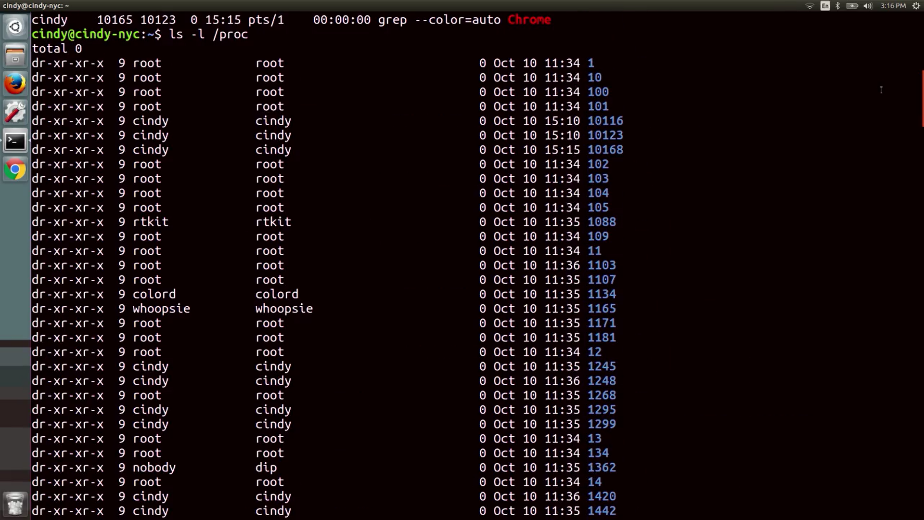 cindy@cindy-nyc: ~
En
3:16 PM
cindy    10165 10123  0 15:15 pts/1    00:00:00 grep --color=auto Chrome
cindy@cindy-nyc:~$ ls -l /proc
total 0
dr-xr-xr-x  9 root             root                          0 Oct 10 11:34 1
dr-xr-xr-x  9 root             root                          0 Oct 10 11:34 10
dr-xr-xr-x  9 root             root                          0 Oct 10 11:34 100
dr-xr-xr-x  9 root             root                          0 Oct 10 11:34 101
dr-xr-xr-x  9 cindy            cindy                         0 Oct 10 15:10 10116
dr-xr-xr-x  9 cindy            cindy                         0 Oct 10 15:10 10123
dr-xr-xr-x  9 cindy            cindy                         0 Oct 10 15:15 10168
dr-xr-xr-x  9 root             root                          0 Oct 10 11:34 102
dr-xr-xr-x  9 root             root                          0 Oct 10 11:34 103
dr-xr-xr-x  9 root             root                          0 Oct 10 11:34 104
dr-xr-xr-x  9 root             root                          0 Oct 10 11:34 105
dr-xr-xr-x  9 rtkit            rtkit                         0 Oct 10 11:35 1088
dr-xr-xr-x  9 root             root                          0 Oct 10 11:34 109
dr-xr-xr-x  9 root             root                          0 Oct 10 11:34 11
dr-xr-xr-x  9 root             root                          0 Oct 10 11:36 1103
dr-xr-xr-x  9 root             root                          0 Oct 10 11:35 1107
dr-xr-xr-x  9 colord           colord                        0 Oct 10 11:34 1134
dr-xr-xr-x  9 whoopsie         whoopsie                      0 Oct 10 11:34 1165
dr-xr-xr-x  9 root             root                          0 Oct 10 11:35 1171
dr-xr-xr-x  9 root             root                          0 Oct 10 11:35 1181
dr-xr-xr-x  9 root             root                          0 Oct 10 11:34 12
dr-xr-xr-x  9 cindy            cindy                         0 Oct 10 11:35 1245
dr-xr-xr-x  9 cindy            cindy                         0 Oct 10 11:36 1248
dr-xr-xr-x  9 root             root                          0 Oct 10 11:35 1268
dr-xr-xr-x  9 cindy            cindy                         0 Oct 10 11:35 1295
dr-xr-xr-x  9 cindy            cindy                         0 Oct 10 11:35 1299
dr-xr-xr-x  9 root             root                          0 Oct 10 11:34 13
dr-xr-xr-x  9 root             root                          0 Oct 10 11:35 134
dr-xr-xr-x  9 nobody           dip                           0 Oct 10 11:35 1362
dr-xr-xr-x  9 root             root                          0 Oct 10 11:34 14
dr-xr-xr-x  9 cindy            cindy                         0 Oct 10 11:36 1420
dr-xr-xr-x  9 cindy            cindy                         0 Oct 10 11:35 1442